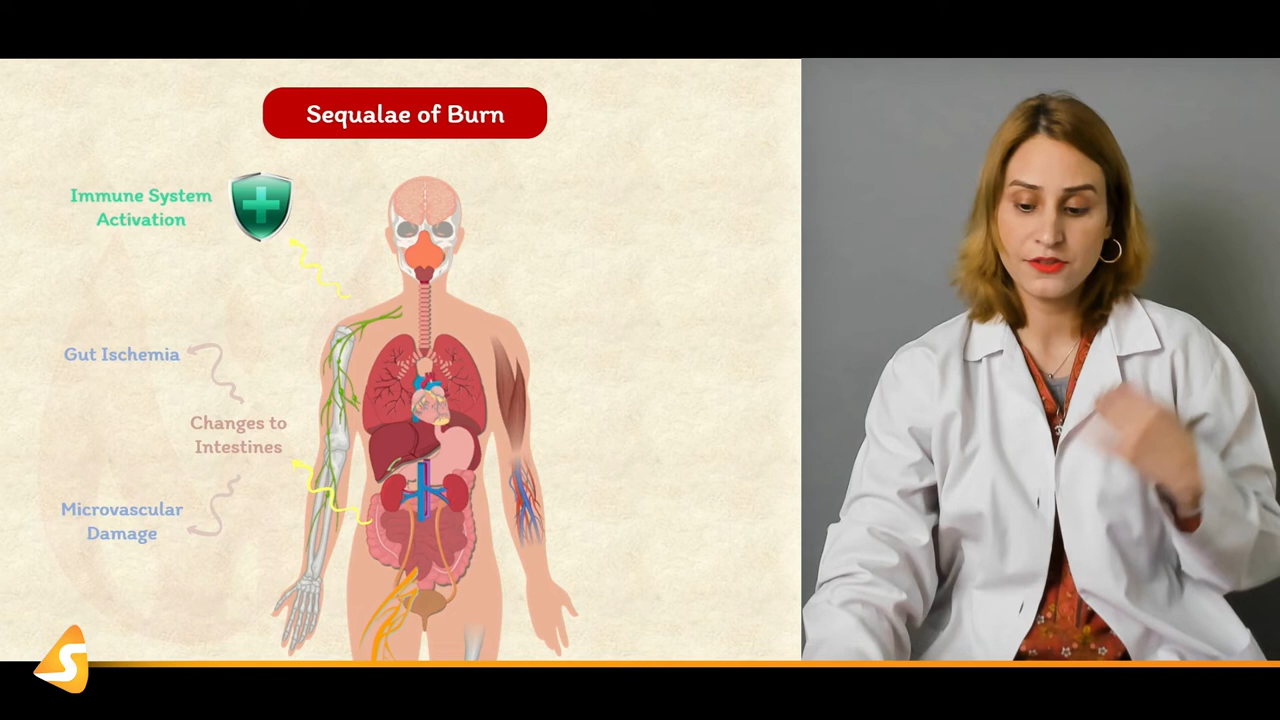 Sequalae of Burn
Immune System
Activation
Gut Ischemia
Changes to
Intestines
Microvascular
Damage
S